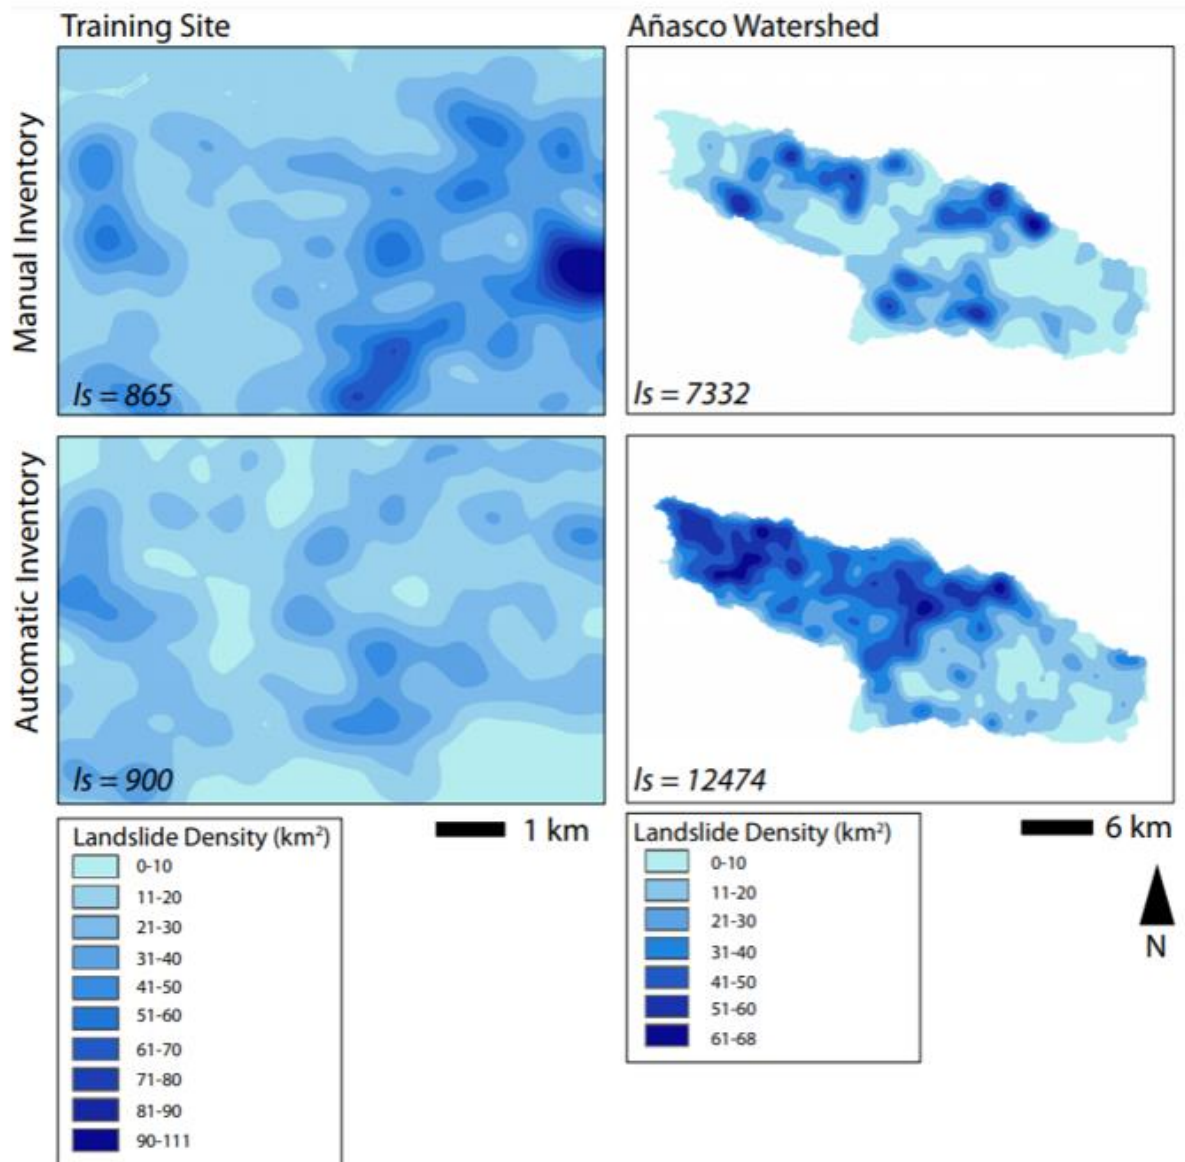 Training Site
Añasco Watershed
Manual Inventory
ls = 865
ls = 7332
Automatic Inventory
ls = 900
ls = 12474
Landslide Density (km²)
0-10
11-20
21-30
31-40
41-50
51-60
61-70
71-80
81-90
90-111
1 km
Landslide Density (km²)
0-10
11-20
21-30
31-40
41-50
51-60
61-68
6 km
N